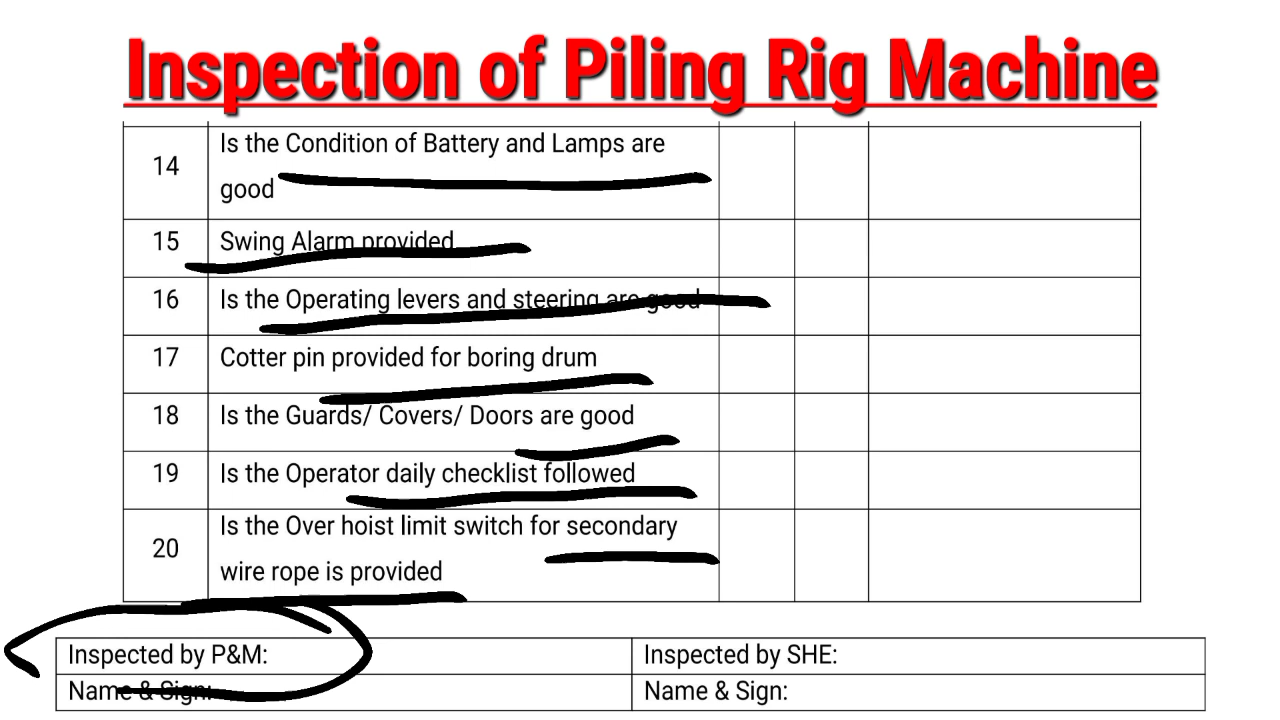 Inspection of Piling Rig Machine
14 Is the Condition of Battery and Lamps are
good
15 Swing Alarm provided
16 Is the Operating levers and steering are good
17 Cotter pin provided for boring drum
18 Is the Guards/ Covers/ Doors are good
19 Is the Operator daily checklist followed
20 Is the Over hoist limit switch for secondary
wire rope is provided
Inspected by P&M: Inspected by SHE:
Name & Sign: Name & Sign: